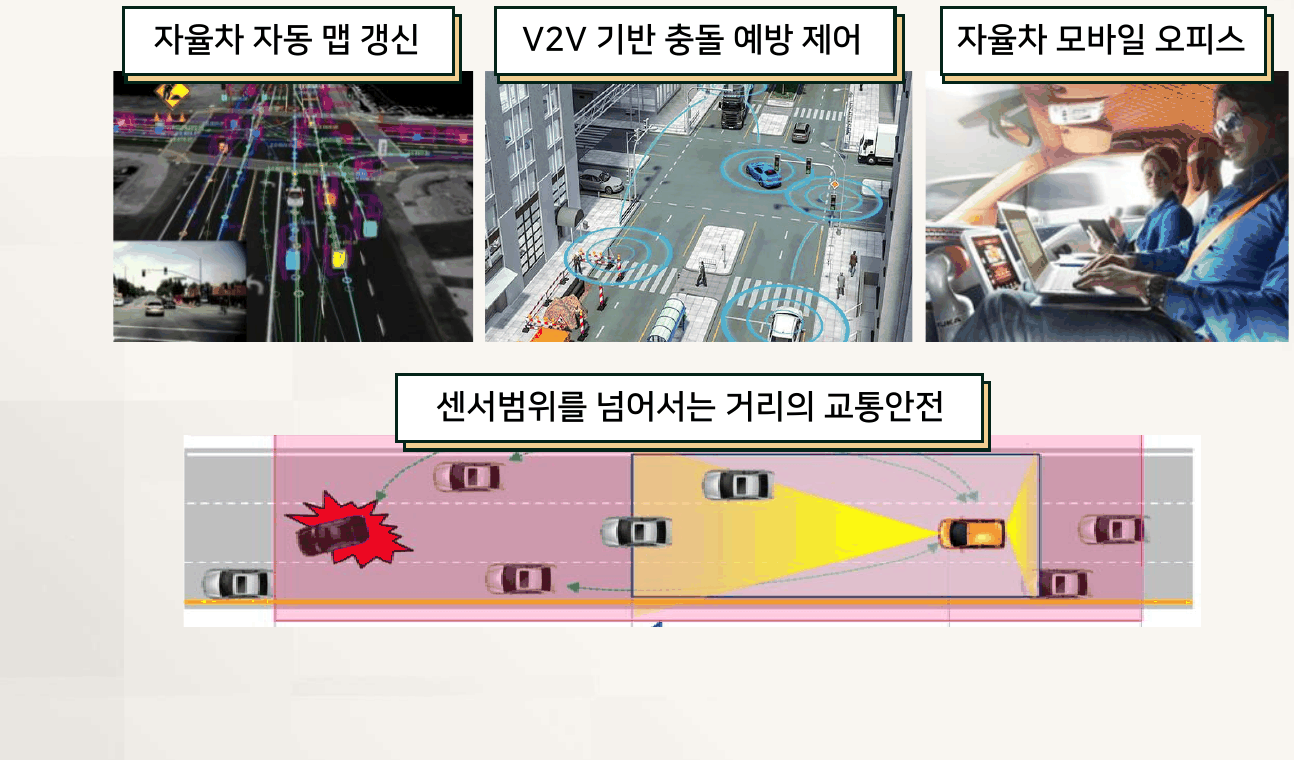 자율차 자동 맵 갱신
V2V 기반 충돌 예방 제어
자율차 모바일 오피스
센서범위를 넘어서는 거리의 교통안전